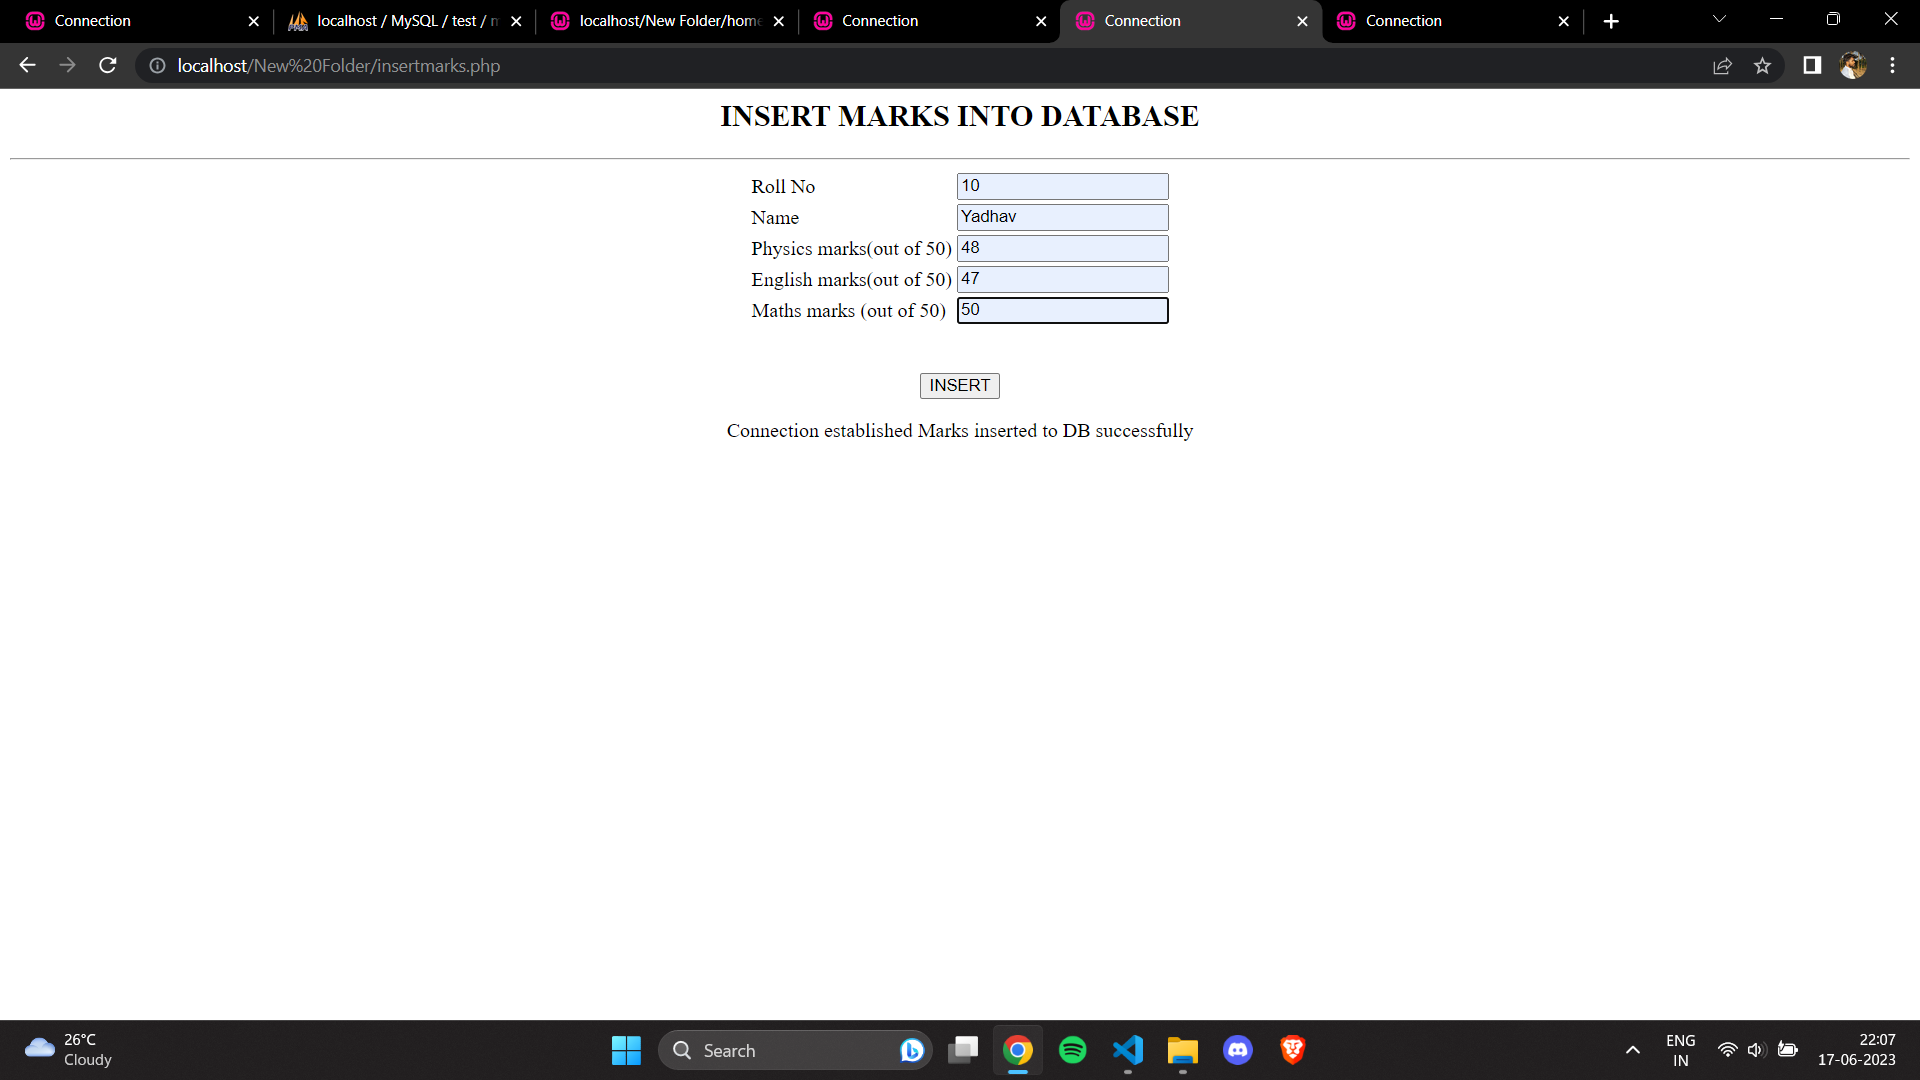 Connection
localhost / MySQL / test / m
localhost/New Folder/home
Connection
Connection
Connection
localhost/New%20Folder/insertmarks.php
INSERT MARKS INTO DATABASE
Roll No 10
Name Yadhav
Physics marks(out of 50) 48
English marks(out of 50) 47
Maths marks (out of 50) 50
INSERT
Connection established Marks inserted to DB successfully
26°C
Cloudy
Search
ENG
IN
22:07
17-06-2023